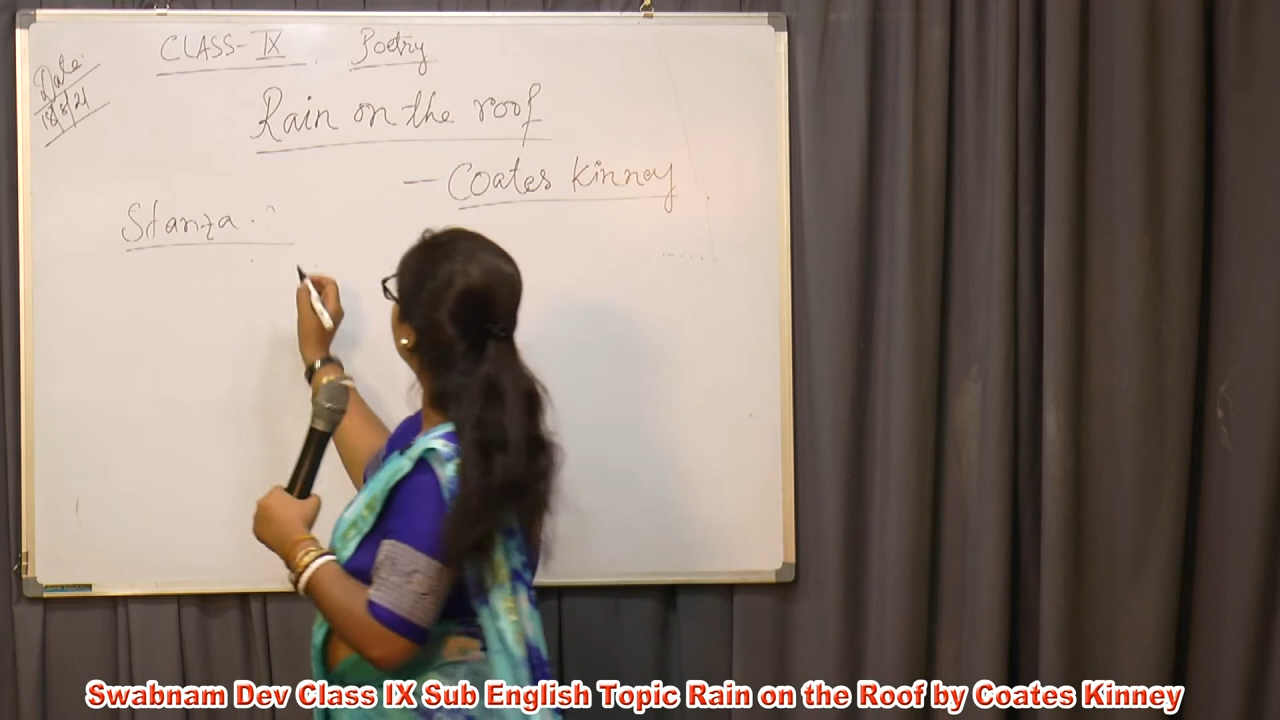 CLASS-IX Poetry
Date:
18/8/21
Rain on the roof
- Coates Kinney
Stanza
Swabnam Dev Class IX Sub English Topic Rain on the Roof by Coates Kinney